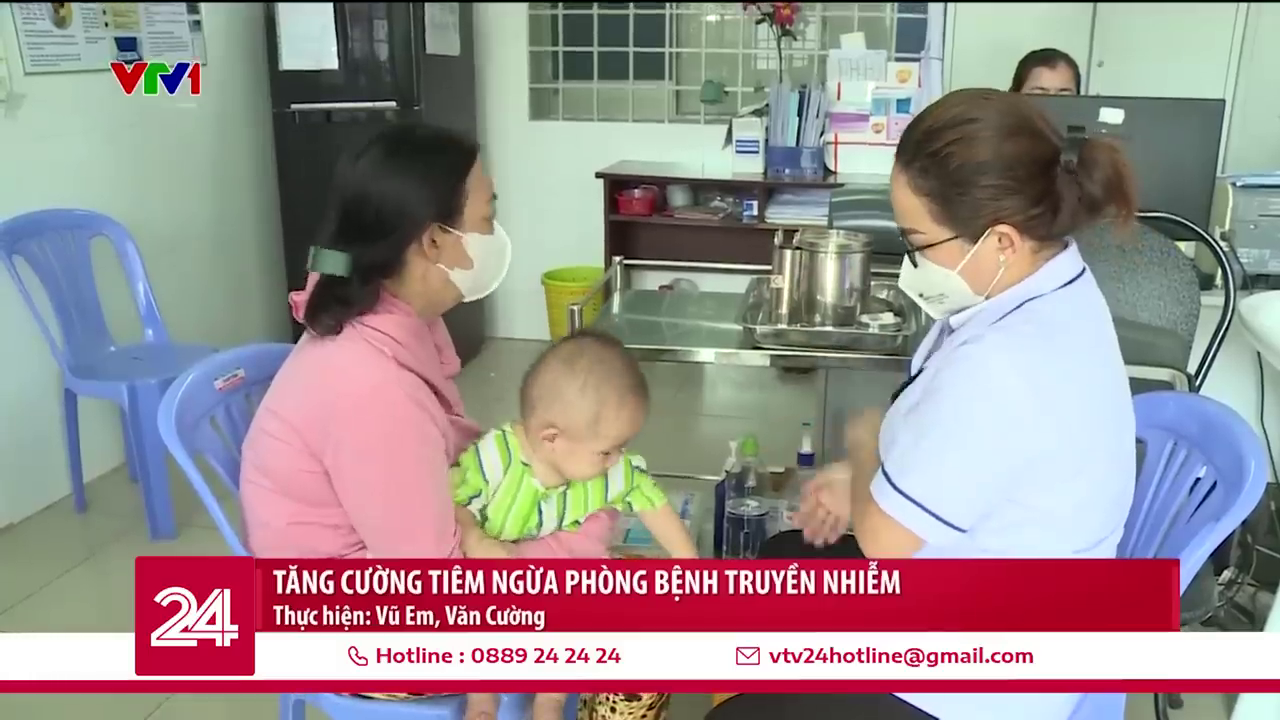 VTV1
24
TĂNG CƯỜNG TIÊM NGỪA PHÒNG BỆNH TRUYỀN NHIỄM
Thực hiện: Vũ Em, Văn Cường
Hotline : 0889 24 24 24
vtv24hotline@gmail.com